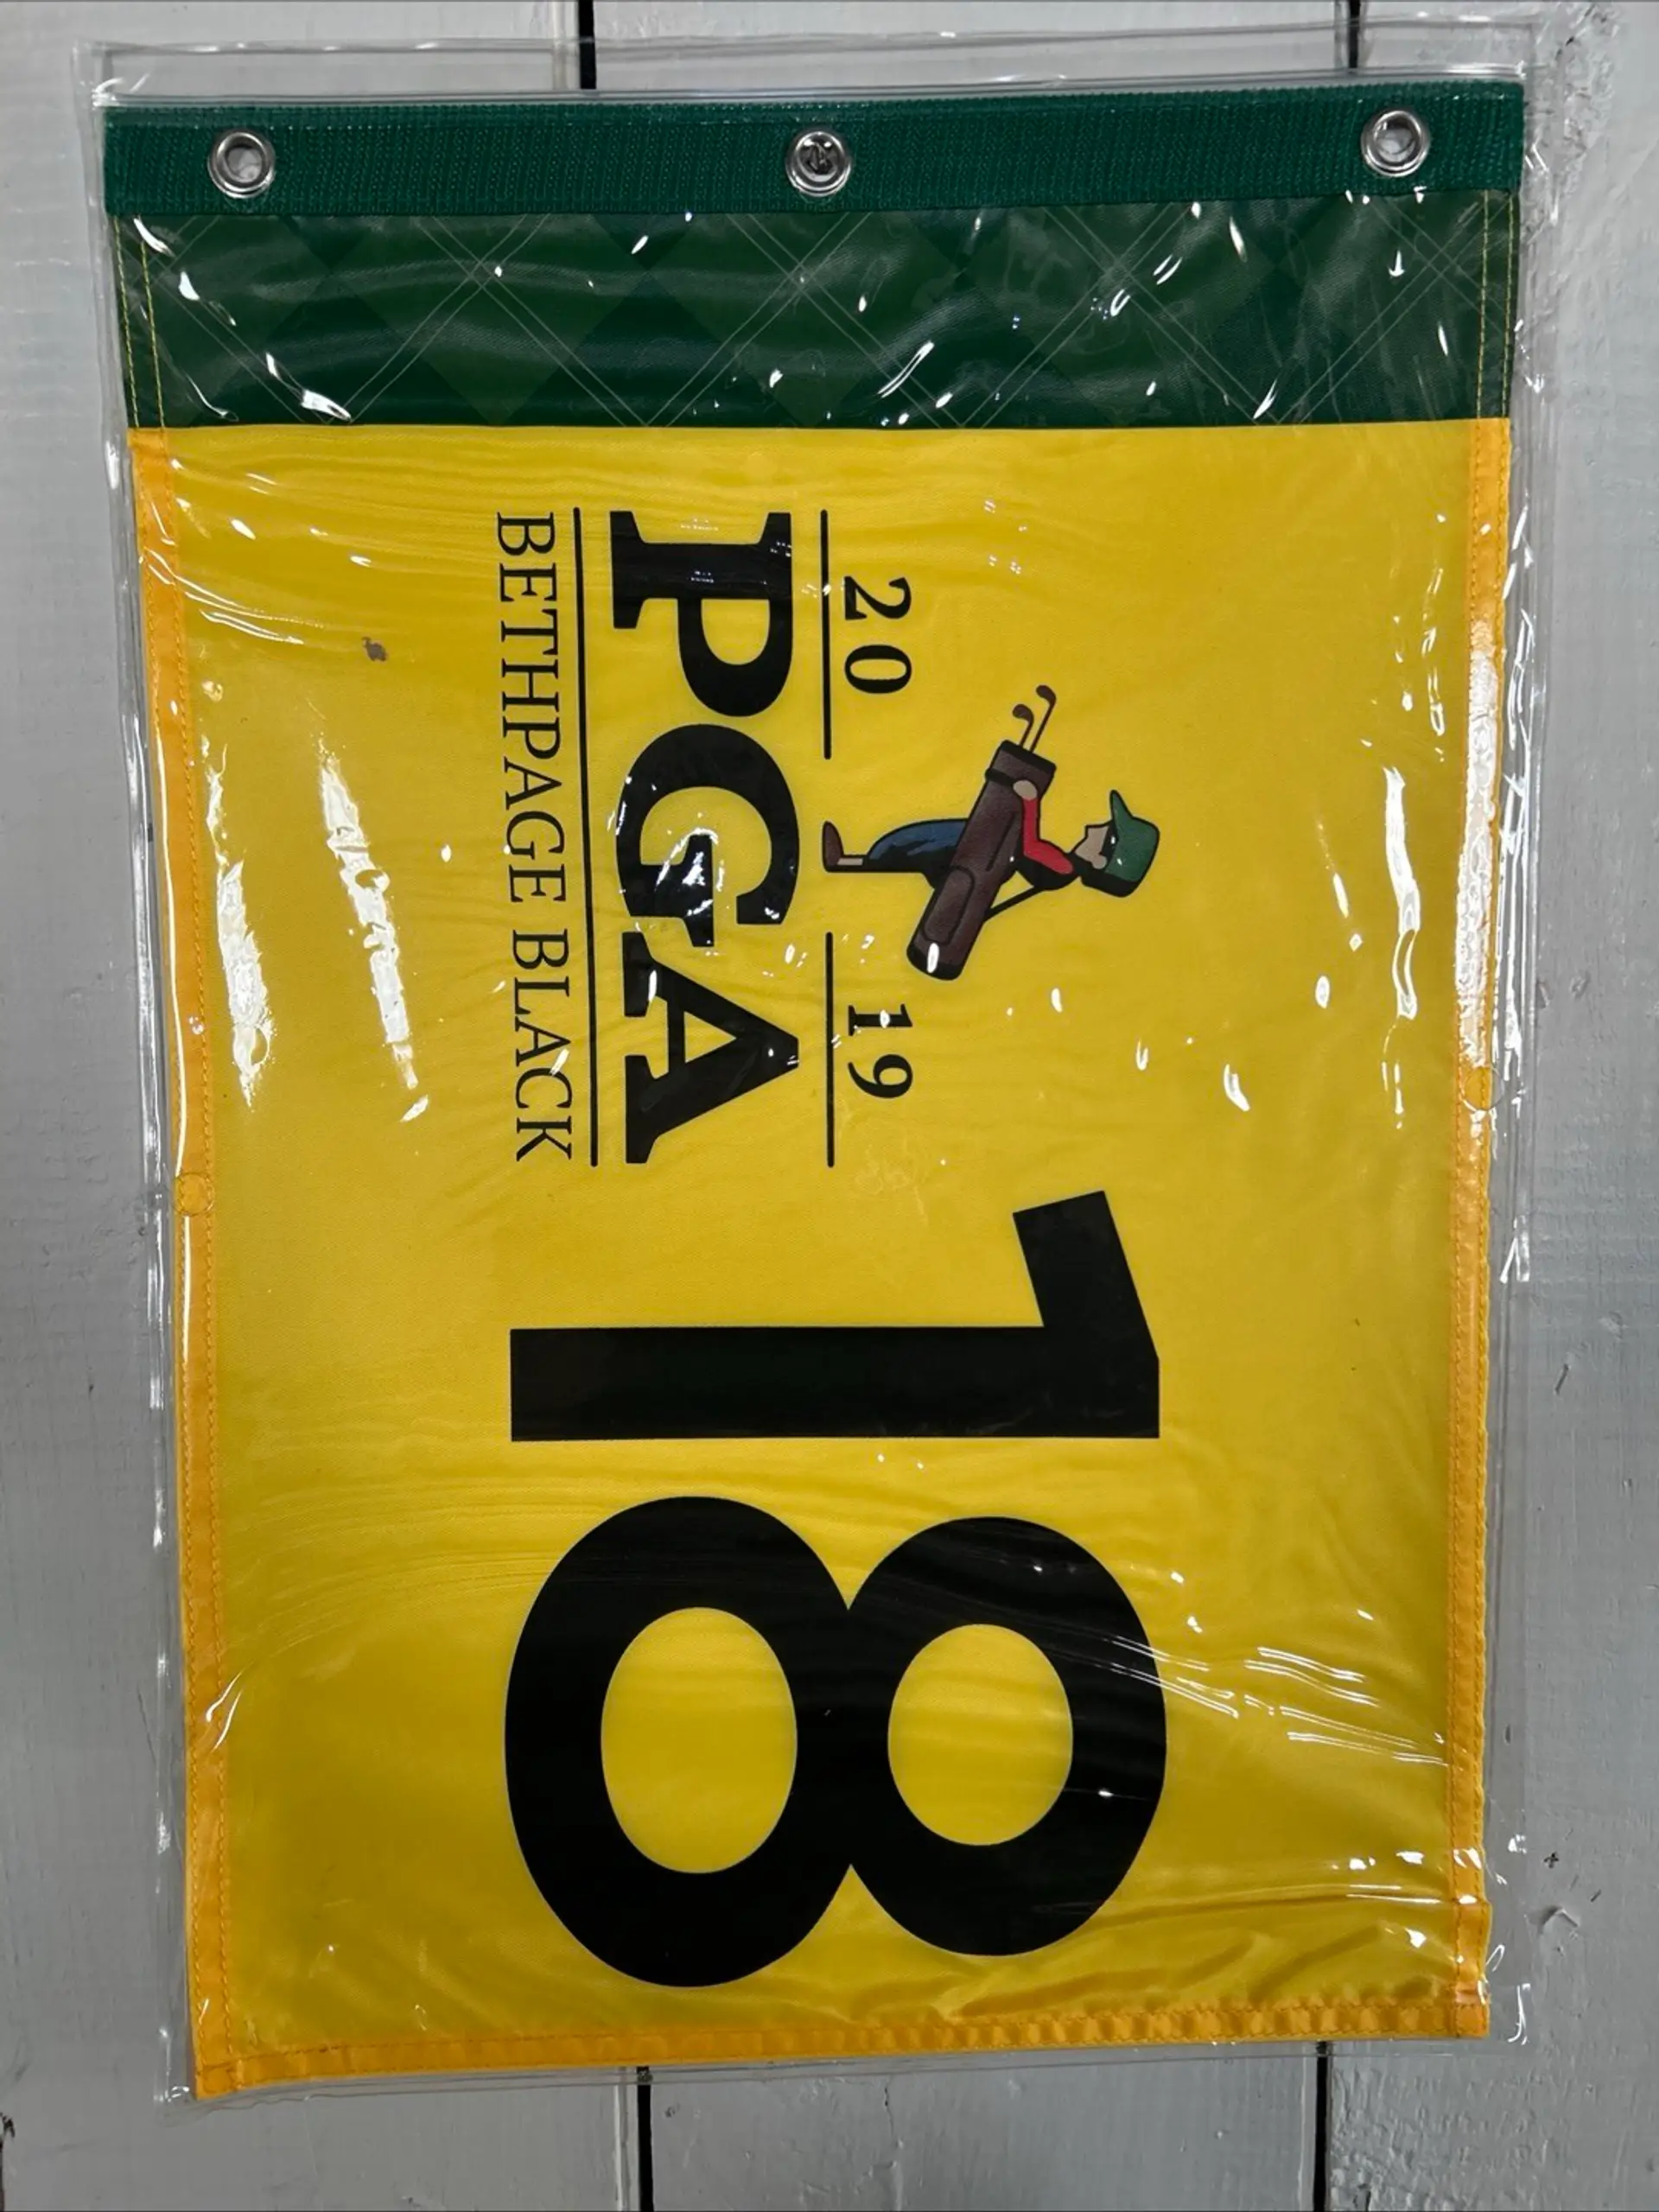 20 19
PGA
BETHPAGE BLACK
18